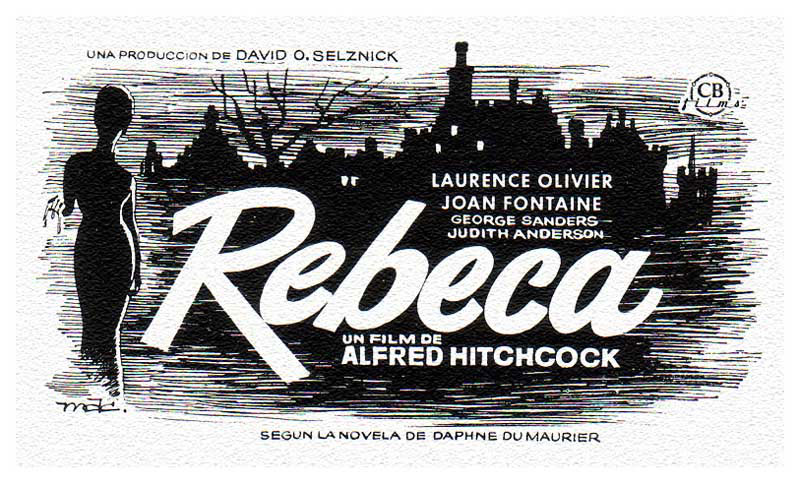 UNA PRODUCCION DE DAVID O. SELZNICK
CB
films
LAURENCE OLIVIER
JOAN FONTAINE
GEORGE SANDERS
JUDITH ANDERSON
Rebeca
UN FILM DE
ALFRED HITCHCOCK
SEGUN LA NOVELA DE DAPHNE DU MAURIER